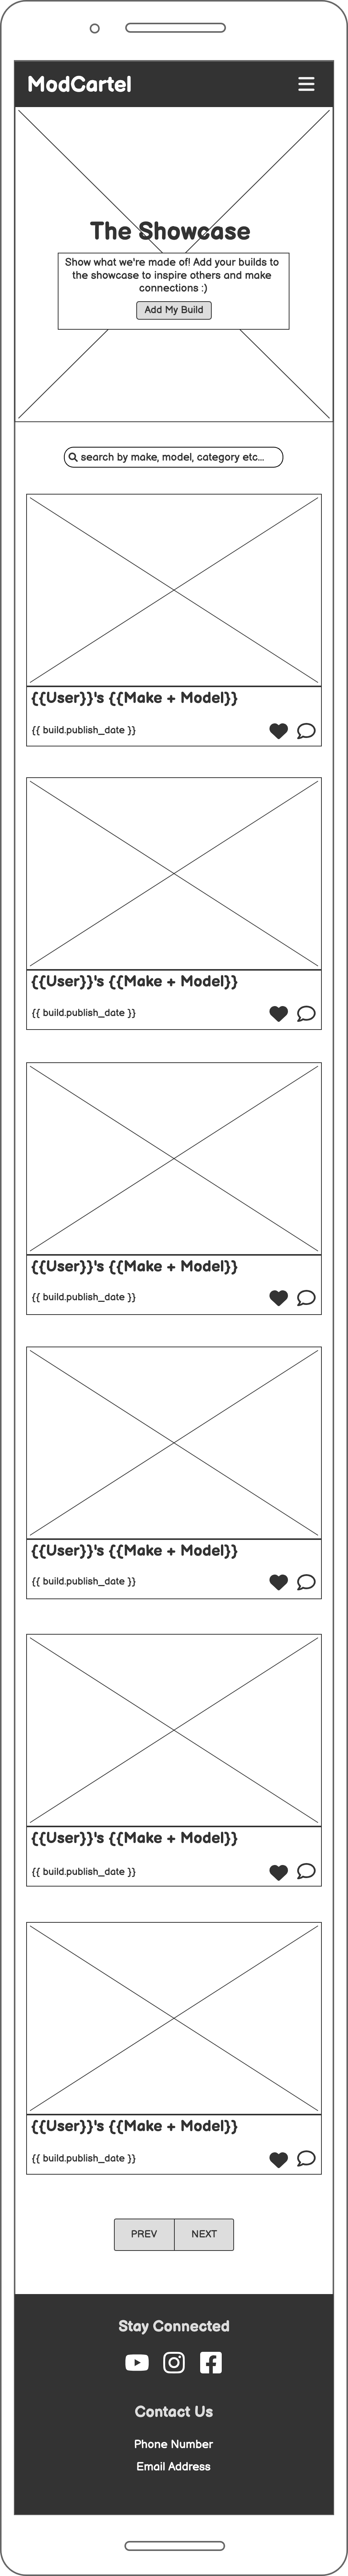 ModCartel
The Showcase
Show what we're made of! Add your builds to
the showcase to inspire others and make
connections :)
Add My Build
search by make, model, category etc...
{{User}}'s {{Make + Model}}
{{ build.publish_date }}
{{User}}'s {{Make + Model}}
{{ build.publish_date }}
{{User}}'s {{Make + Model}}
{{ build.publish_date }}
{{User}}'s {{Make + Model}}
{{ build.publish_date }}
{{User}}'s {{Make + Model}}
{{ build.publish_date }}
{{User}}'s {{Make + Model}}
{{ build.publish_date }}
PREV NEXT
Stay Connected
Contact Us
Phone Number
Email Address